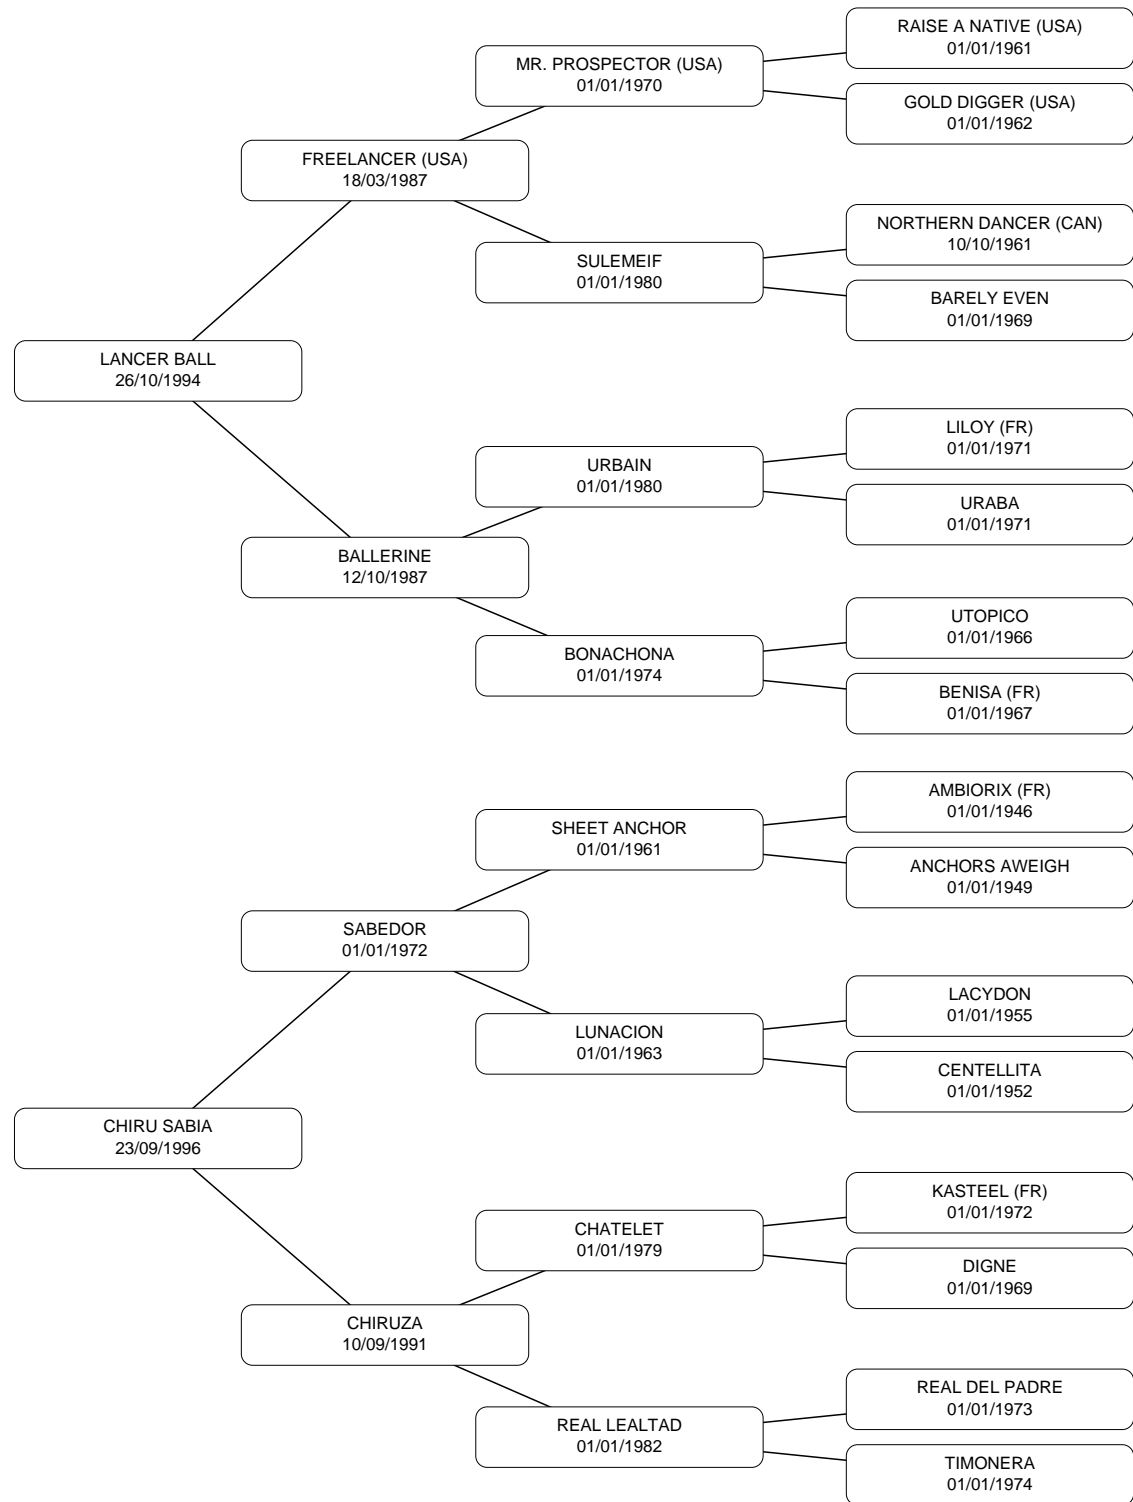 RAISE A NATIVE (USA)
01/01/1961
MR. PROSPECTOR (USA)
01/01/1970
GOLD DIGGER (USA)
01/01/1962
FREELANCER (USA)
18/03/1987
NORTHERN DANCER (CAN)
10/10/1961
SULEMEIF
01/01/1980
BARELY EVEN
01/01/1969
LANCER BALL
26/10/1994
LILOY (FR)
01/01/1971
URBAIN
01/01/1980
URABA
01/01/1971
BALLERINE
12/10/1987
UTOPICO
01/01/1966
BONACHONA
01/01/1974
BENISA (FR)
01/01/1967
AMBIORIX (FR)
01/01/1946
SHEET ANCHOR
01/01/1961
ANCHORS AWEIGH
01/01/1949
SABEDOR
01/01/1972
LACYDON
01/01/1955
LUNACION
01/01/1963
CENTELLITA
01/01/1952
CHIRU SABIA
23/09/1996
KASTEEL (FR)
01/01/1972
CHATELET
01/01/1979
DIGNE
01/01/1969
CHIRUZA
10/09/1991
REAL DEL PADRE
01/01/1973
REAL LEALTAD
01/01/1982
TIMONERA
01/01/1974